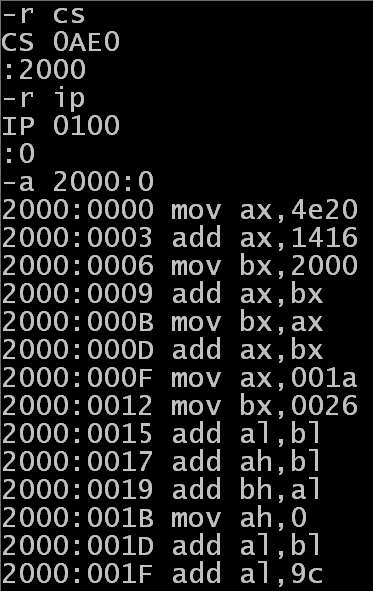 -r cs
CS 0AE0
:2000
-r ip
IP 0100
:0
-a 2000:0
2000:0000 mov ax,4e20
2000:0003 add ax,1416
2000:0006 mov bx,2000
2000:0009 add ax,bx
2000:000B mov bx,ax
2000:000D add ax,bx
2000:000F mov ax,001a
2000:0012 mov bx,0026
2000:0015 add al,bl
2000:0017 add ah,bl
2000:0019 add bh,al
2000:001B mov ah,0
2000:001D add al,bl
2000:001F add al,9c